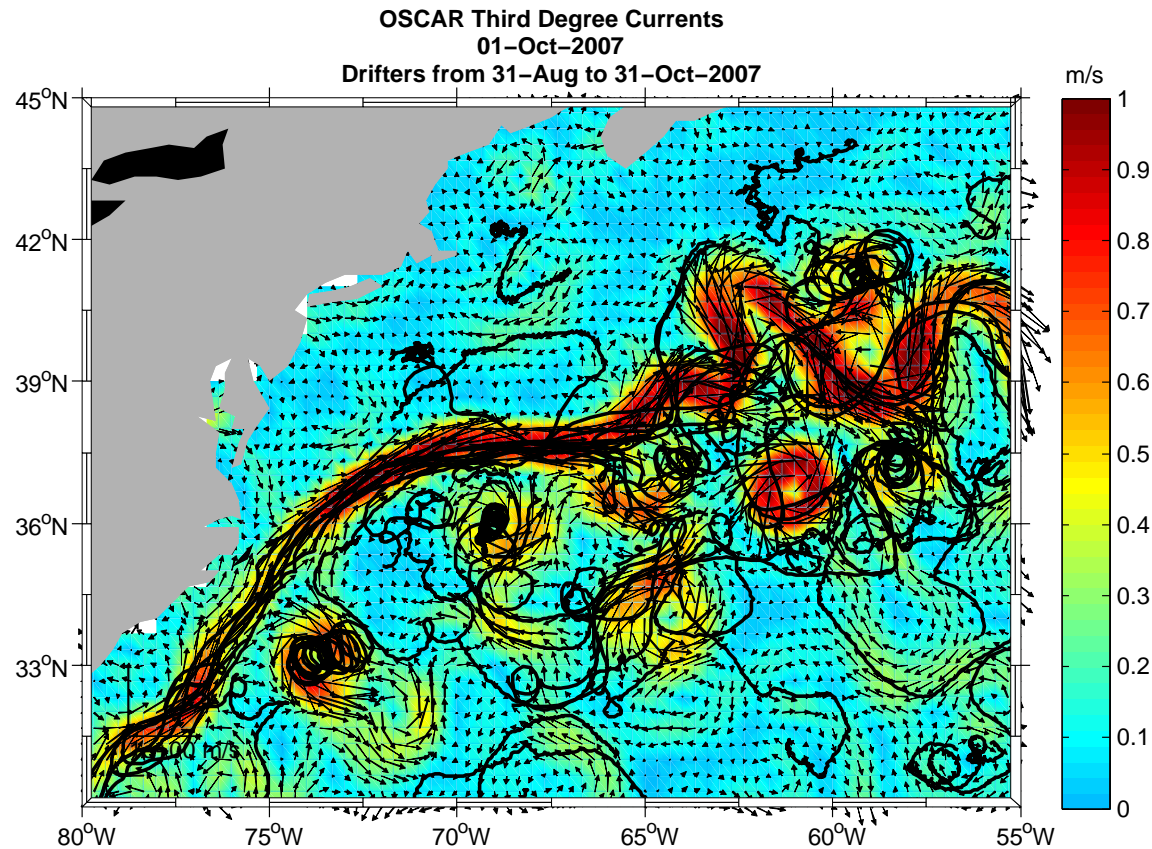 OSCAR Third Degree Currents
01−Oct−2007
Drifters from 31−Aug to 31−Oct−2007
m/s
45°N
42°N
39°N
36°N
33°N
80°W
75°W
70°W
65°W
60°W
55°W
1
0.9
0.8
0.7
0.6
0.5
0.4
0.3
0.2
0.1
0
m/s